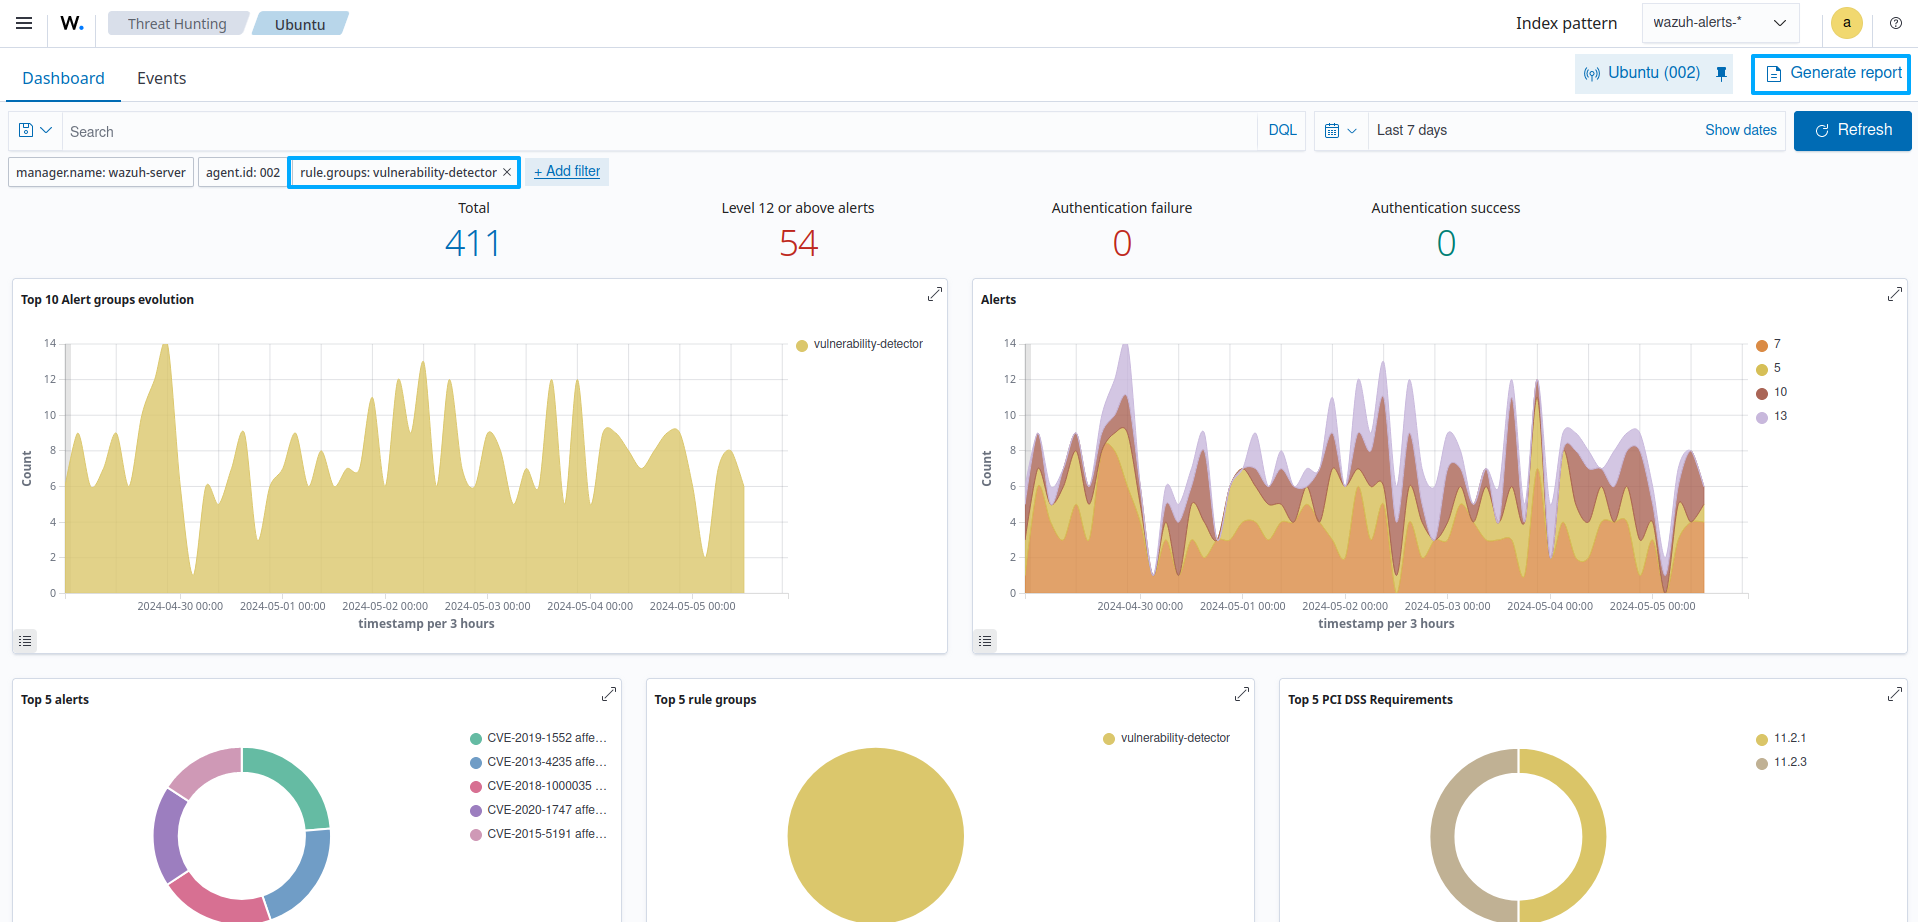 W.
Threat Hunting
Ubuntu
Index pattern
wazuh-alerts-*
a
Dashboard
Events
Ubuntu (002)
Generate report
Search
DQL
Last 7 days
Show dates
Refresh
manager.name: wazuh-server
agent.id: 002
rule.groups: vulnerability-detector ×
+ Add filter
Total
411
Level 12 or above alerts
54
Authentication failure
0
Authentication success
0
Top 10 Alert groups evolution
14
12
10
8
6
4
2
0
Count
2024-04-30 00:00
2024-05-01 00:00
2024-05-02 00:00
2024-05-03 00:00
2024-05-04 00:00
2024-05-05 00:00
timestamp per 3 hours
vulnerability-detector
Alerts
14
12
10
8
6
4
2
0
Count
2024-04-30 00:00
2024-05-01 00:00
2024-05-02 00:00
2024-05-03 00:00
2024-05-04 00:00
2024-05-05 00:00
timestamp per 3 hours
7
5
10
13
Top 5 alerts
CVE-2019-1552 affe...
CVE-2013-4235 affe...
CVE-2018-1000035 ...
CVE-2020-1747 affe...
CVE-2015-5191 affe...
Top 5 rule groups
vulnerability-detector
Top 5 PCI DSS Requirements
11.2.1
11.2.3